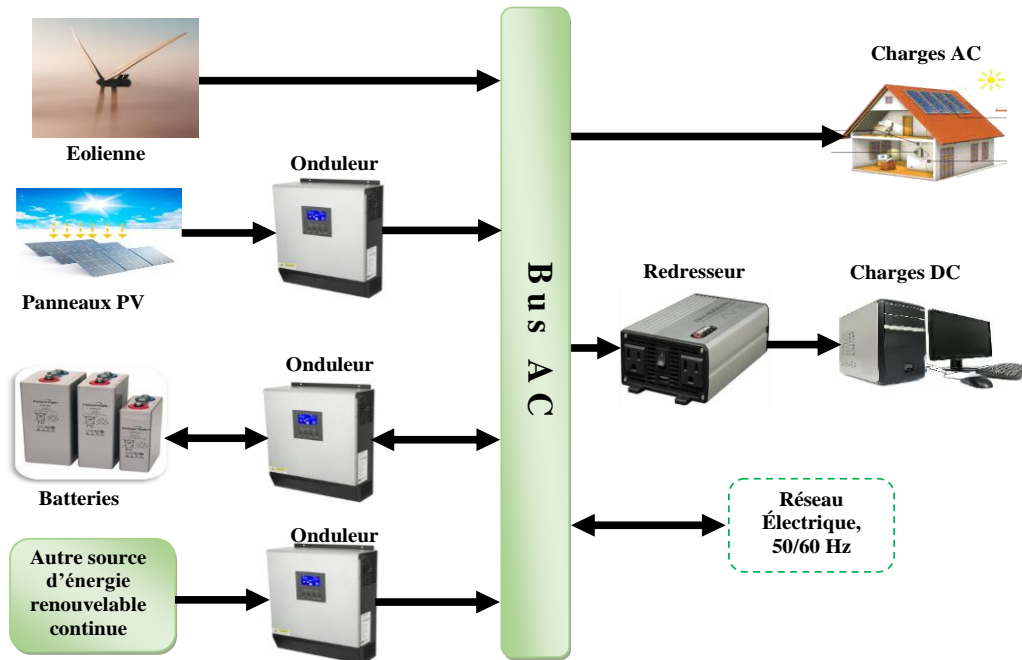 Eolienne
Onduleur
Panneaux PV
Onduleur
Batteries
Onduleur
Autre source
d’énergie
renouvelable
continue
Bus AC
Charges AC
Redresseur
Charges DC
Réseau
Électrique,
50/60 Hz